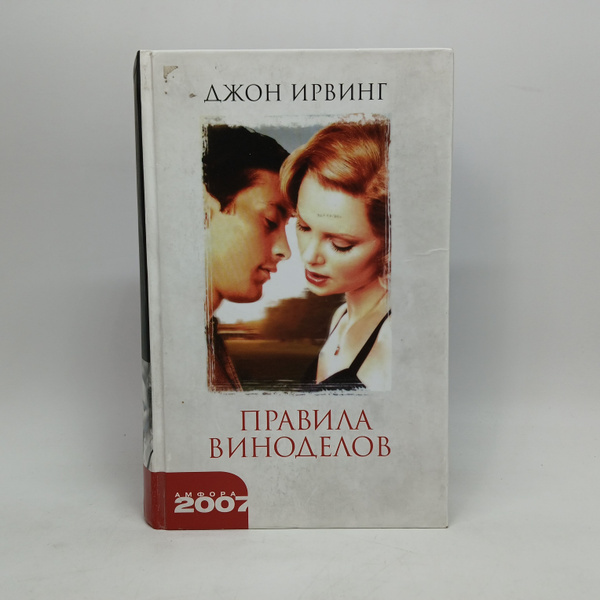 ДЖОН ИРВИНГ
ПРАВИЛА
ВИНОДЕЛОВ
АМФОРА
2007